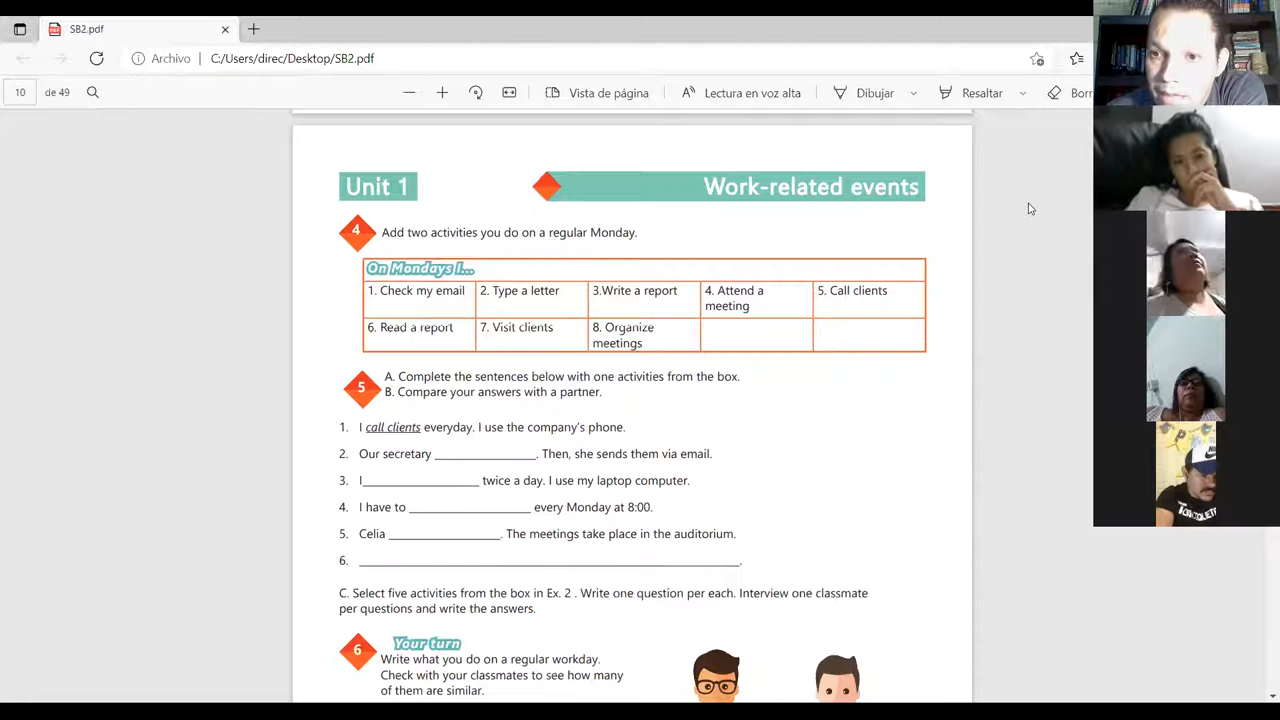 SB2.pdf
Archivo C:/Users/direc/Desktop/SB2.pdf
10 de 49 Vista de página Lectura en voz alta Dibujar Resaltar
Unit 1 Work-related events
4 Add two activities you do on a regular Monday.
On Mondays I...
1. Check my email 2. Type a letter 3.Write a report 4. Attend a meeting 5. Call clients
6. Read a report 7. Visit clients 8. Organize meetings
5 A. Complete the sentences below with one activities from the box.
B. Compare your answers with a partner.
1. I call clients everyday. I use the company's phone.
2. Our secretary ________________. Then, she sends them via email.
3. I__________________ twice a day. I use my laptop computer.
4. I have to ___________________ every Monday at 8:00.
5. Celia _________________. The meetings take place in the auditorium.
6. ____________________________________________________________.
C. Select five activities from the box in Ex. 2 . Write one question per each. Interview one classmate
per questions and write the answers.
6 Your turn
Write what you do on a regular workday.
Check with your classmates to see how many
of them are similar.